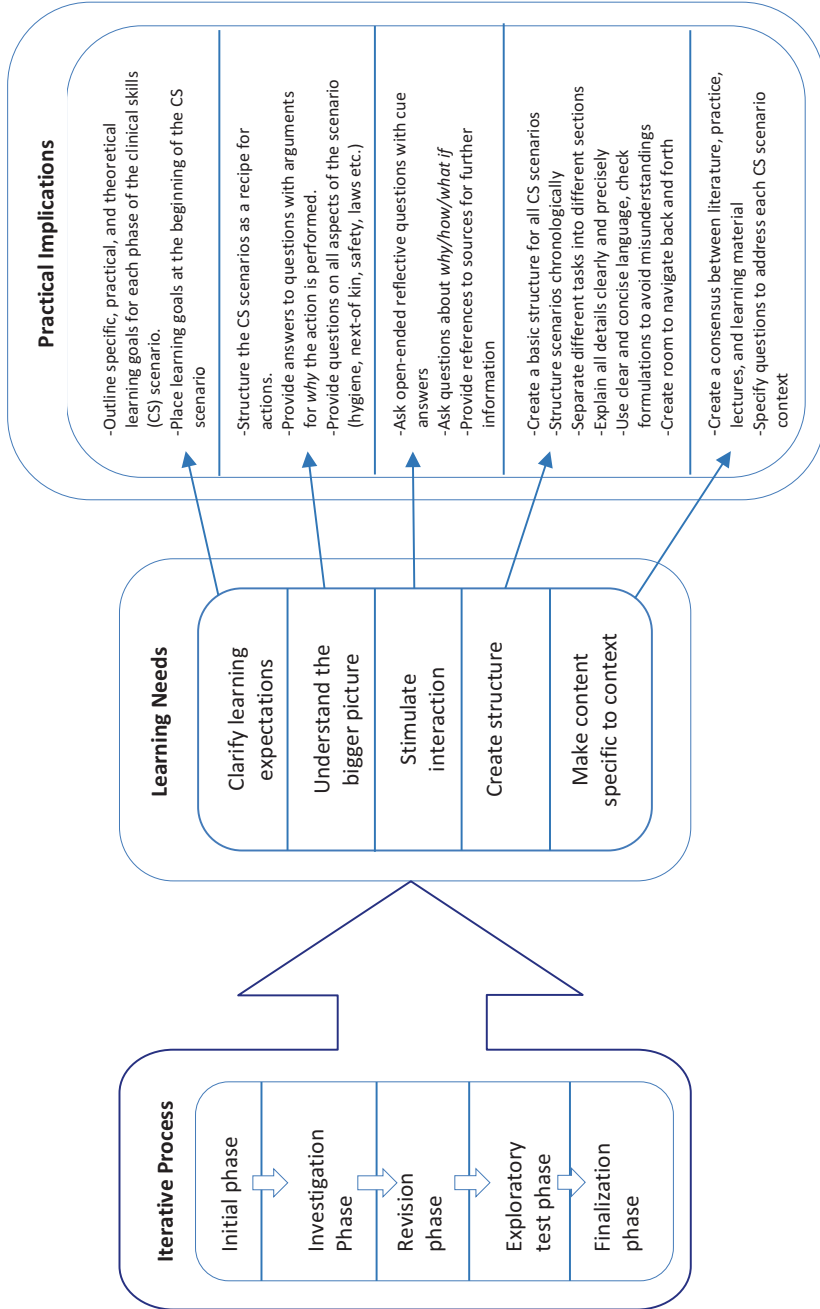 Iterative Process
Initial phase
Investigation
Phase
Revision
phase
Exploratory
test phase
Finalization
phase
Learning Needs
Clarify learning
expectations
Understand the
bigger picture
Stimulate
interaction
Create structure
Make content
specific to context
Practical Implications
-Outline specific, practical, and theoretical
learning goals for each phase of the clinical skills
(CS) scenario.
-Place learning goals at the beginning of the CS
scenario
-Structure the CS scenarios as a recipe for
actions.
-Provide answers to questions with arguments
for why the action is performed.
-Provide questions on all aspects of the scenario
(hygiene, next-of kin, safety, laws etc.)
-Ask open-ended reflective questions with cue
answers
-Ask questions about why/how/what if
-Provide references to sources for further
information
-Create a basic structure for all CS scenarios
-Structure scenarios chronologically
-Separate different tasks into different sections
-Explain all details clearly and precisely
-Use clear and concise language, check
formulations to avoid misunderstandings
-Create room to navigate back and forth
-Create a consensus between literature, practice,
lectures, and learning material
-Specify questions to address each CS scenario
context